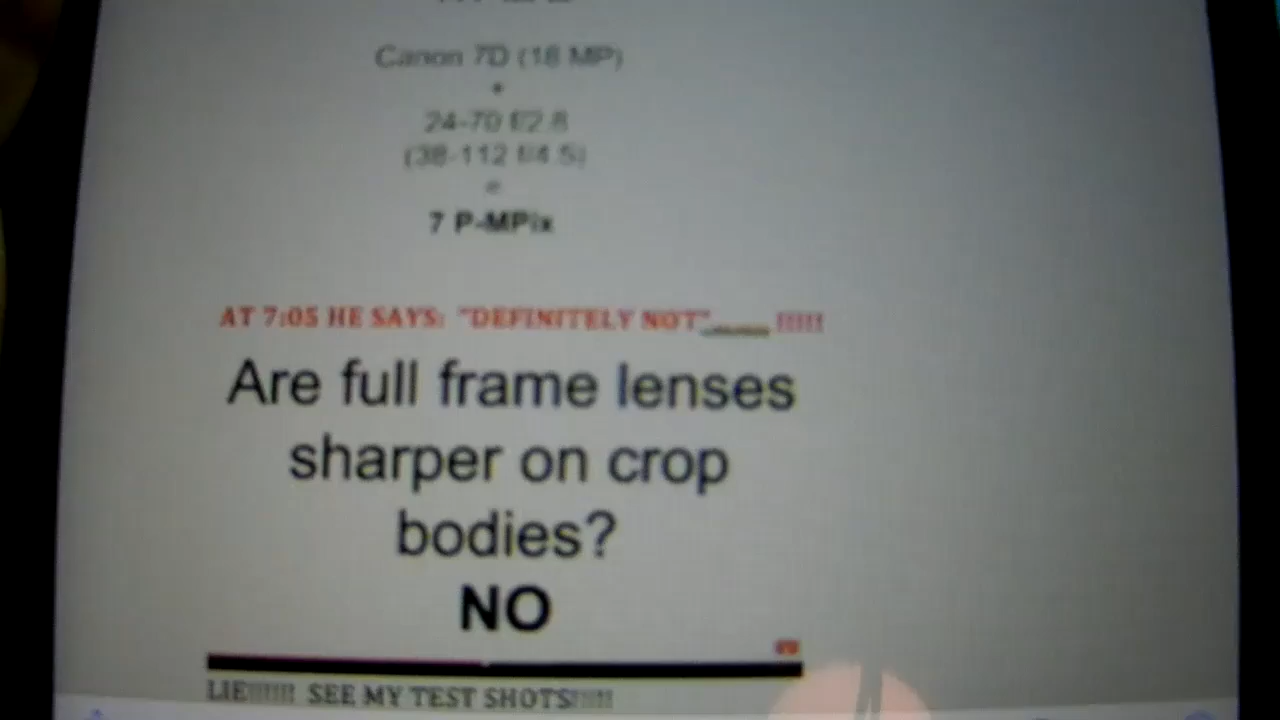 Canon 7D (18 MP)
+
24-70 f/2.8
(38-112 f/4.5)
=
7 P-MPix
AT 7:05 HE SAYS: "DEFINITELY NOT"____ !!!!!!
Are full frame lenses
sharper on crop
bodies?
NO
LIE!!!!!!! SEE MY TEST SHOTS!!!!!